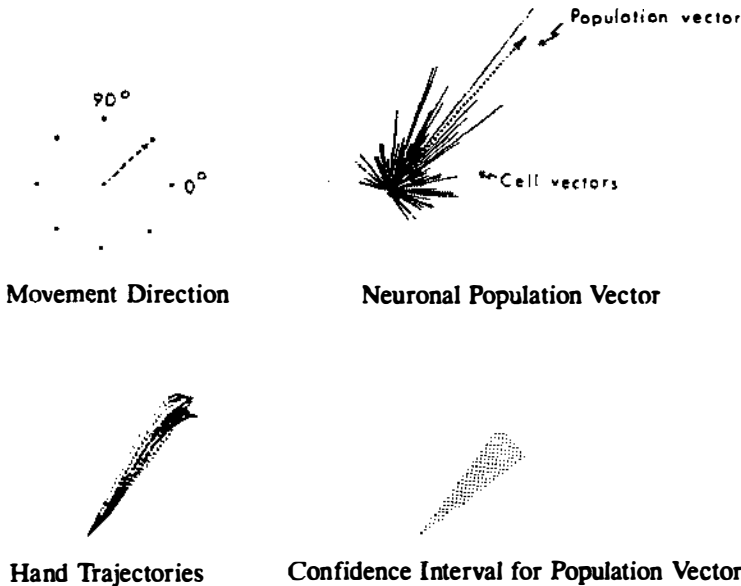 Population vector
90°
0°
Cell vectors
Movement Direction
Neuronal Population Vector
Hand Trajectories
Confidence Interval for Population Vector